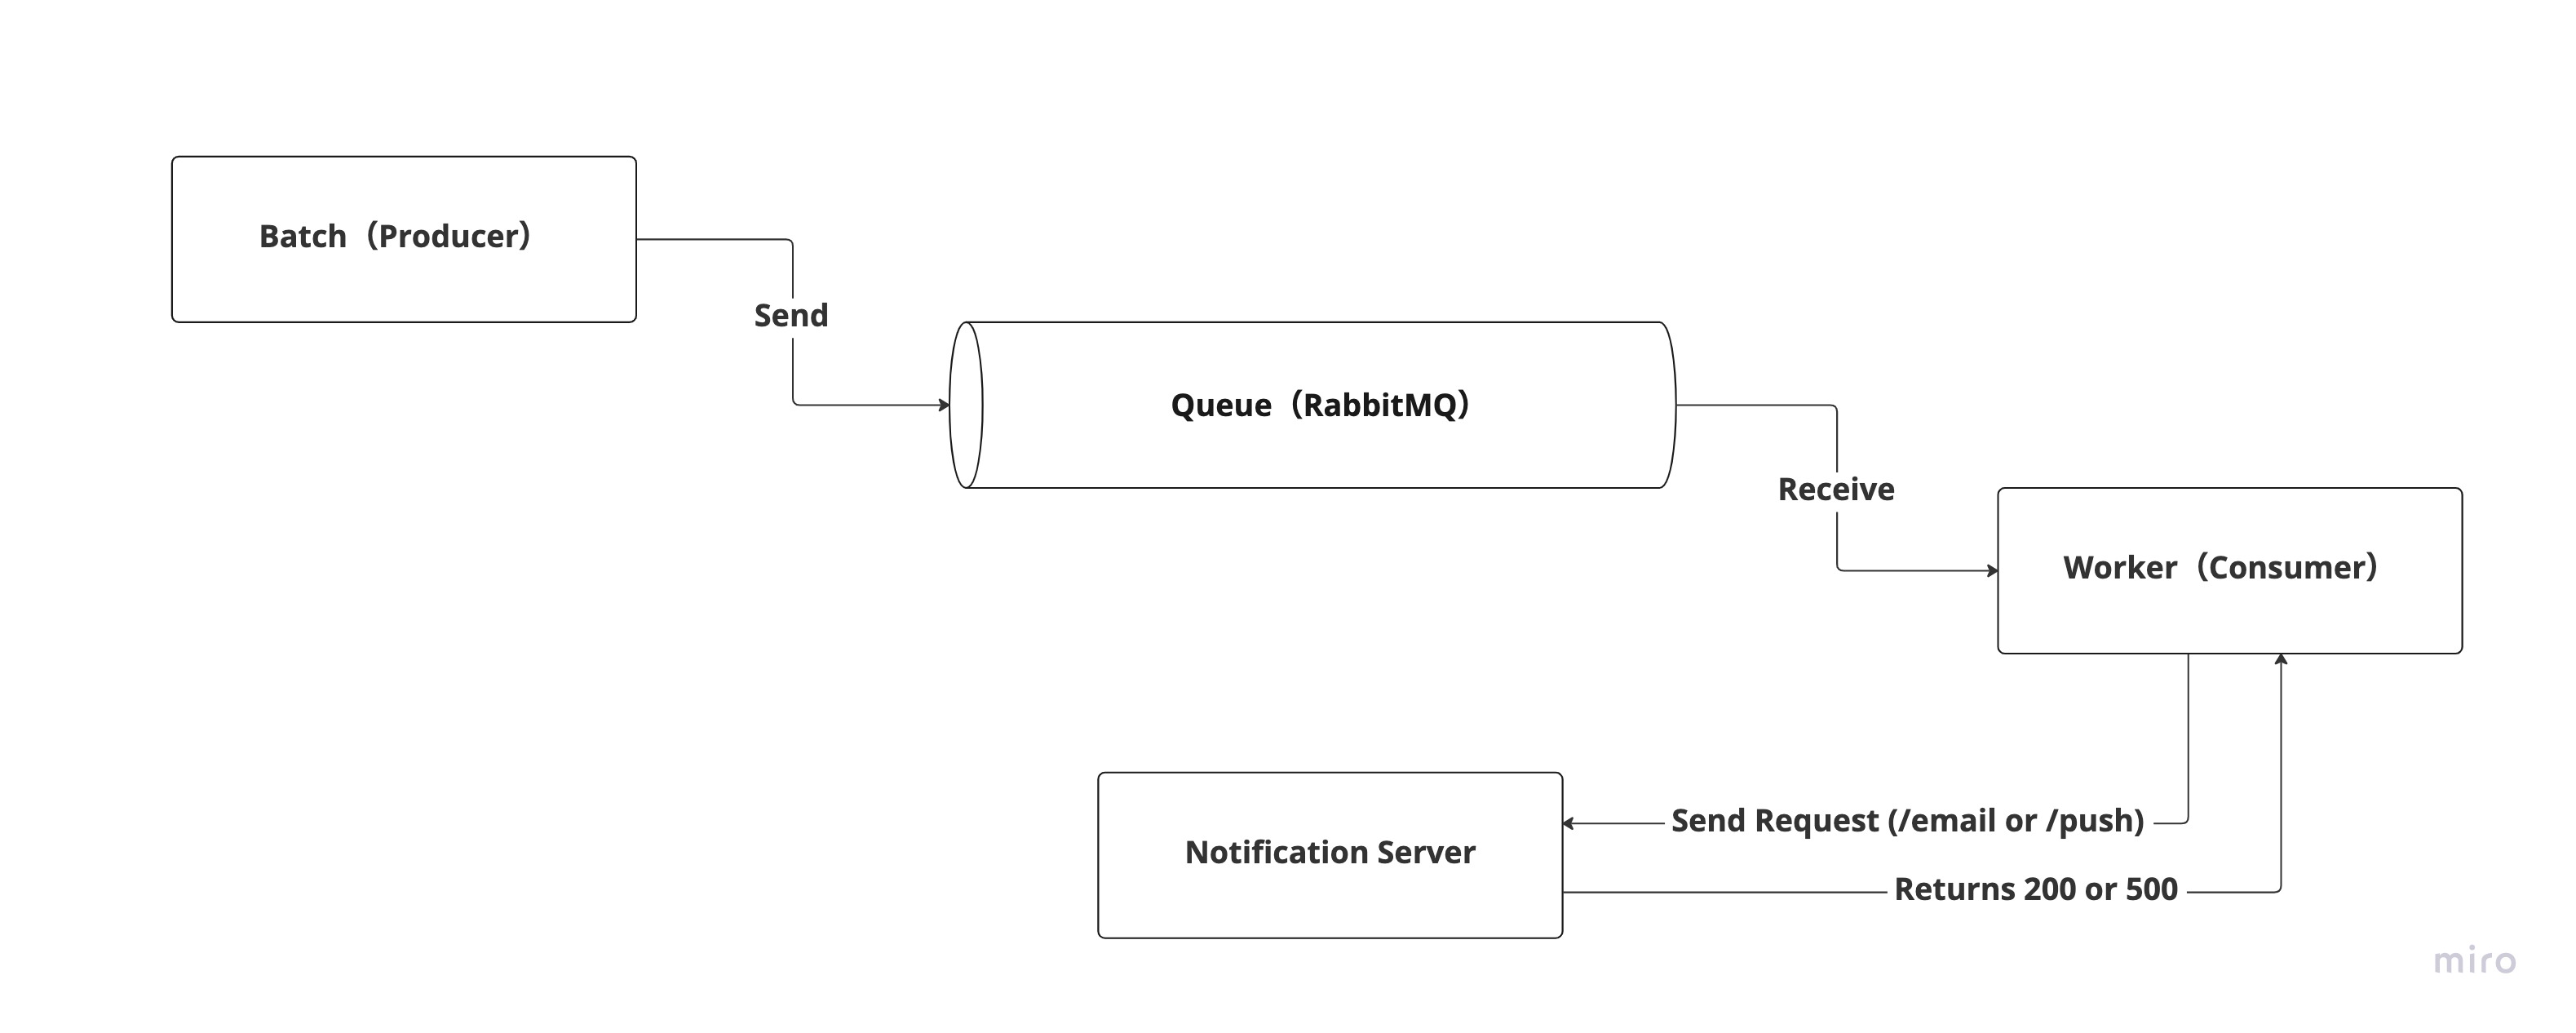 Batch（Producer）
Send
Queue（RabbitMQ）
Receive
Worker（Consumer）
Send Request (/email or /push)
Notification Server
Returns 200 or 500
miro